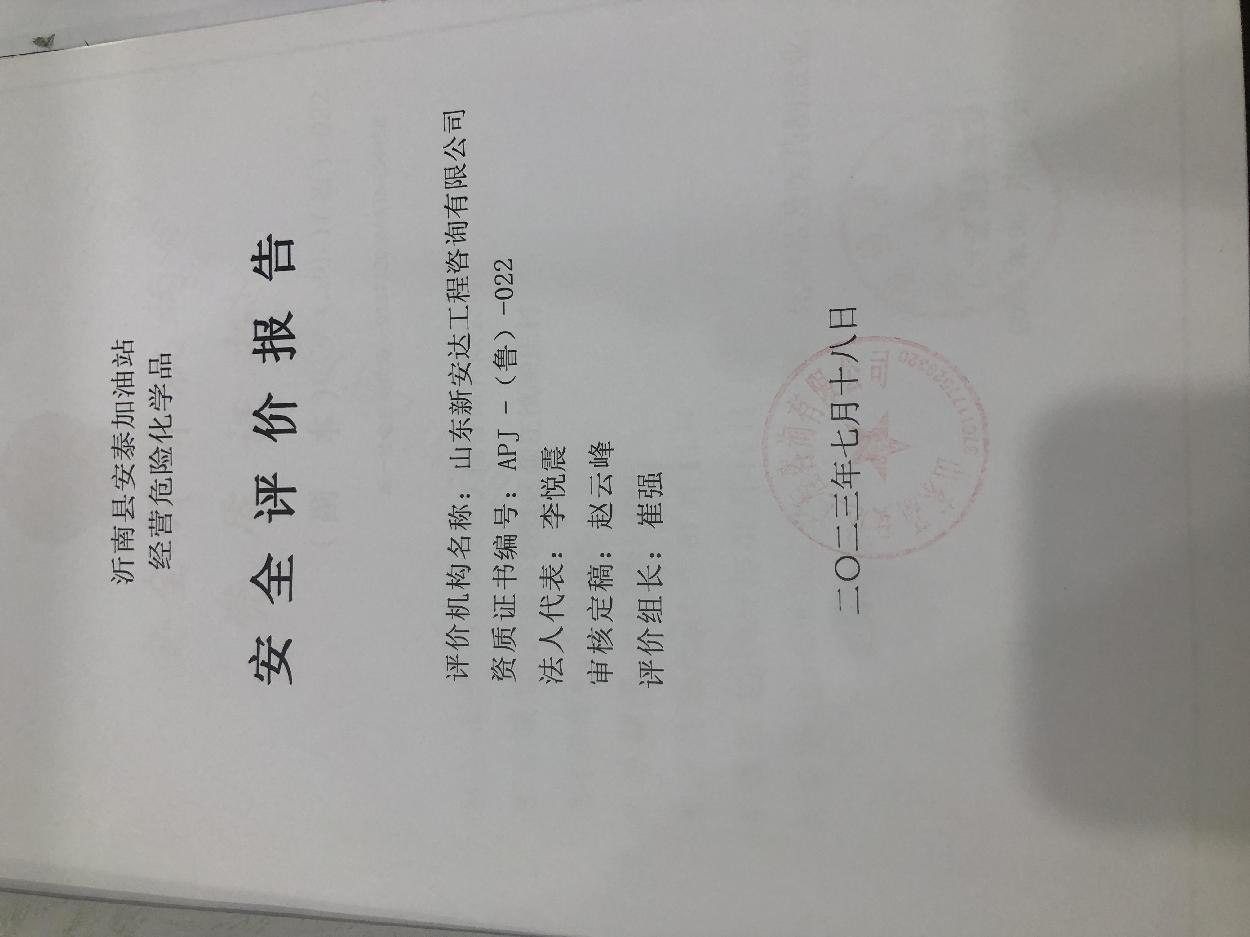 沂南县安泰加油站
经营危险化学品
安全评价报告
评价机构名称：山东新安达工程咨询有限公司
资质证书编号：APJ-（鲁）-022
法人代表：李悦震
审核定稿：赵云峰
评价组长：崔强
二〇二三年七月十八日